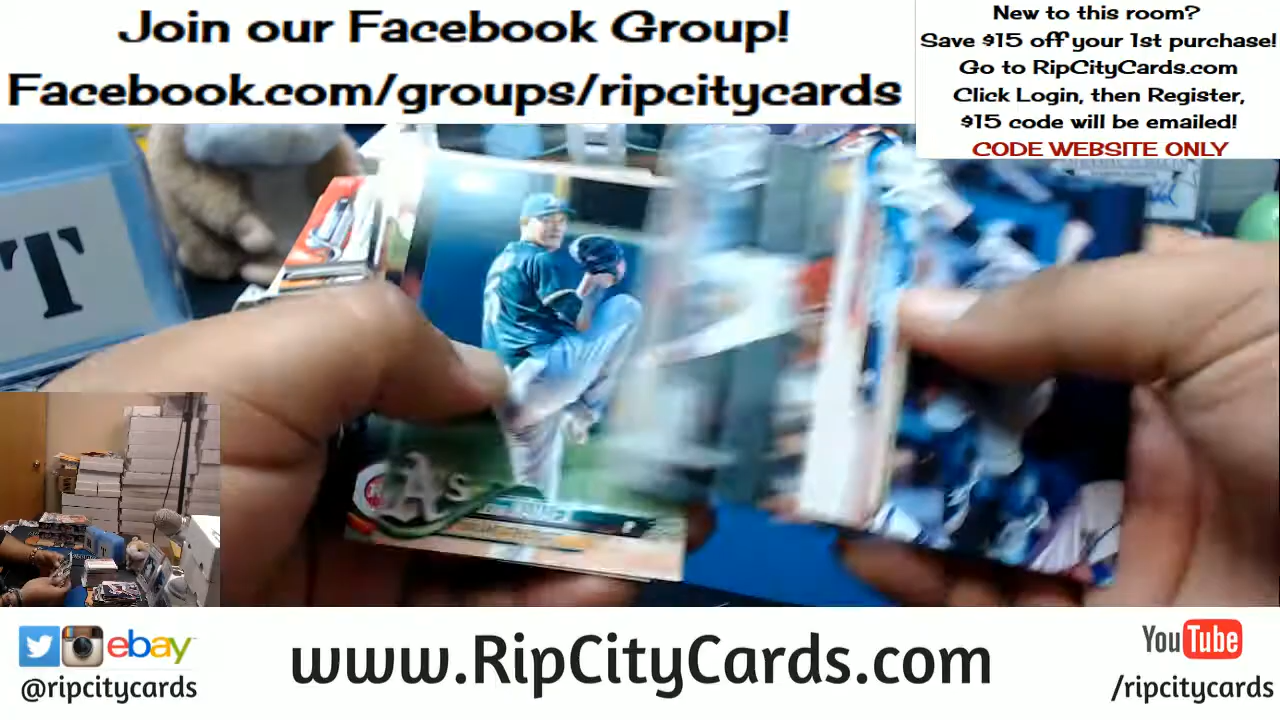 Join our Facebook Group!
Facebook.com/groups/ripcitycards
New to this room?
Save $15 off your 1st purchase!
Go to RipCityCards.com
Click Login, then Register,
$15 code will be emailed!
CODE WEBSITE ONLY
T
A's
ebay
@ripcitycards
www.RipCityCards.com
YouTube
/ripcitycards